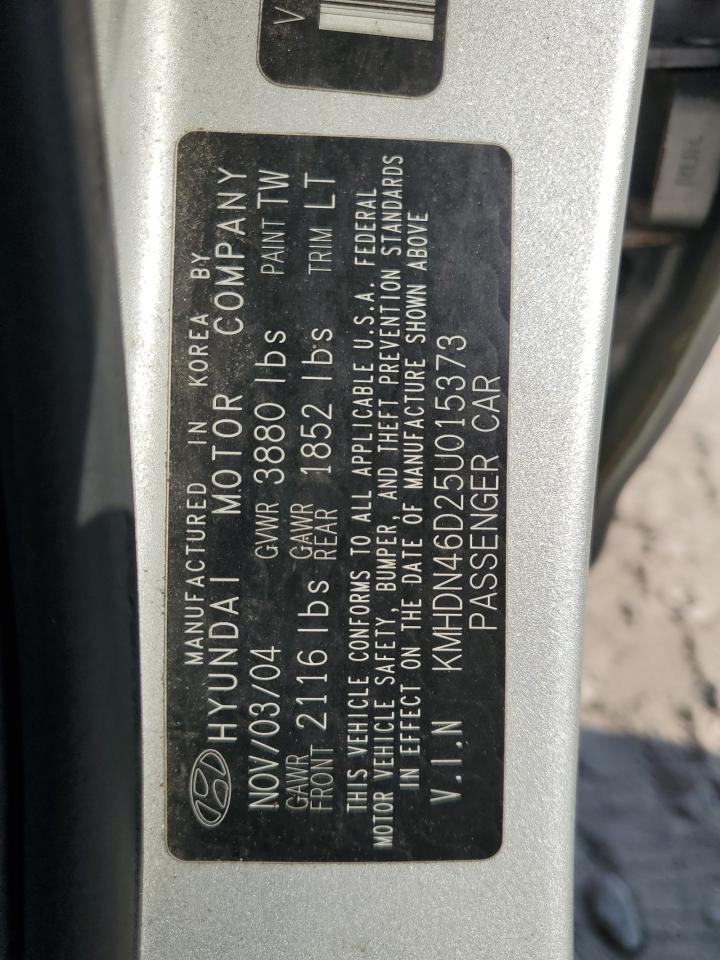 V
MANUFACTURED IN KOREA BY
HYUNDAI MOTOR COMPANY
NOV/03/04 GVWR 3880 lbs PAINT TW
GAWR FRONT 2116 lbs GAWR REAR 1852 lbs TRIM LT
THIS VEHICLE CONFORMS TO ALL APPLICABLE U.S.A. FEDERAL
MOTOR VEHICLE SAFETY, BUMPER, AND THEFT PREVENTION STANDARDS
IN EFFECT ON THE DATE OF MANUFACTURE SHOWN ABOVE
V.I.N KMHDN46D25U015373
PASSENGER CAR
RUN